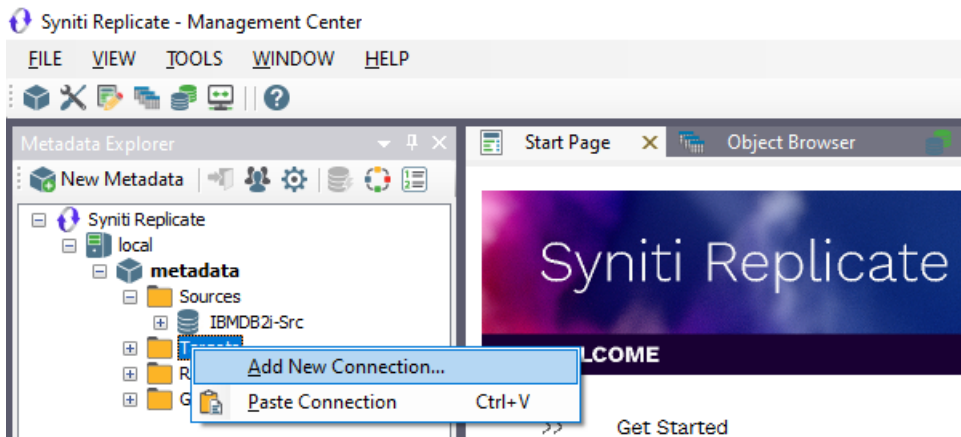 Syniti Replicate - Management Center
FILE VIEW TOOLS WINDOW HELP
Metadata Explorer
Start Page
Object Browser
New Metadata
Syniti Replicate
local
metadata
Sources
IBMDB2i-Src
Add New Connection...
Paste Connection Ctrl+V
Syniti Replicate
Get Started